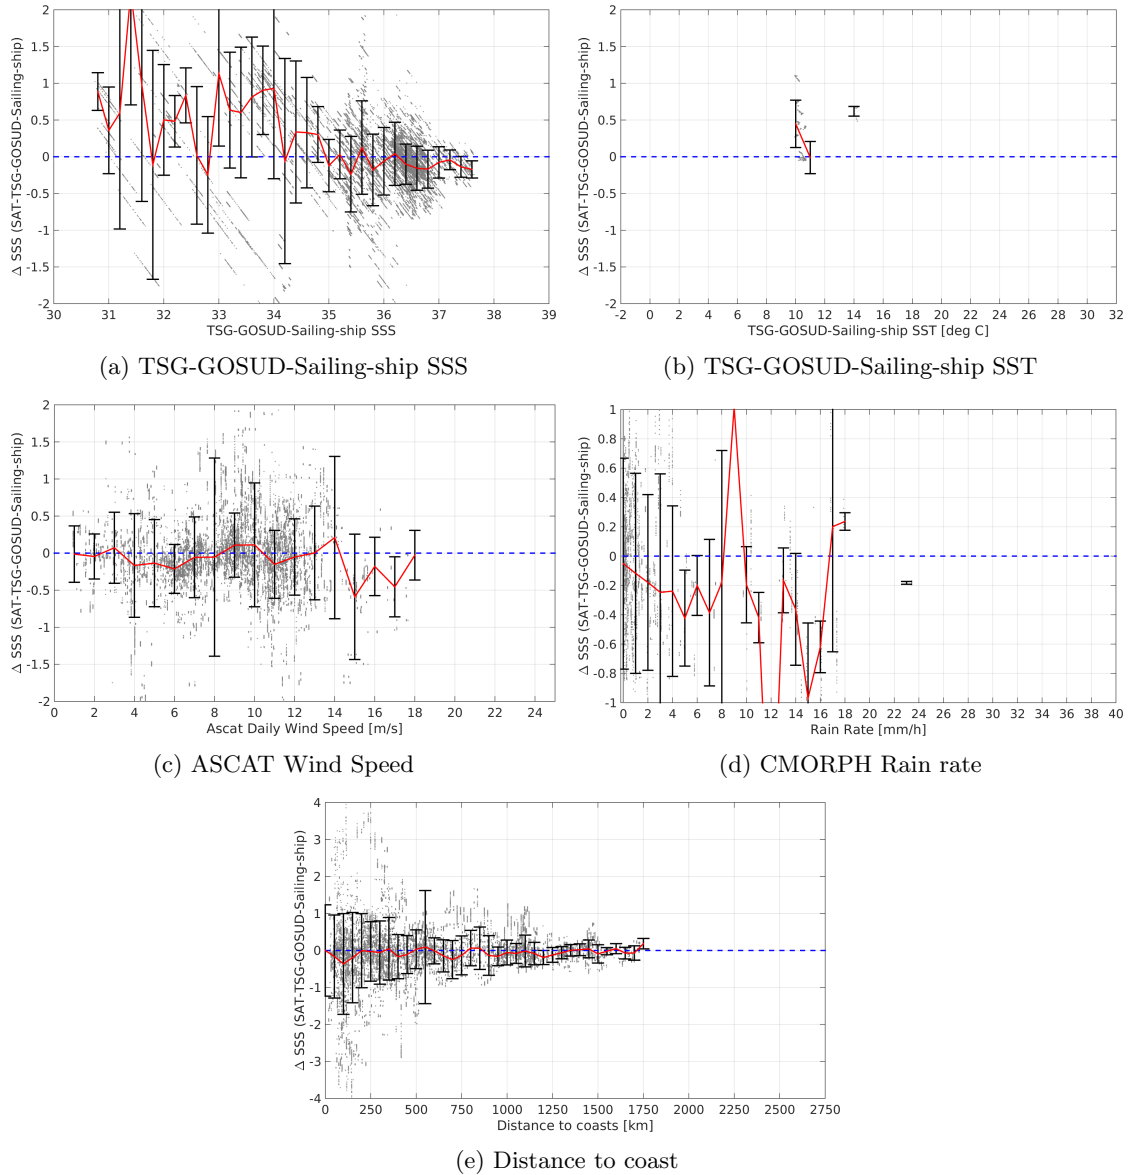 Δ SSS (SAT-TSG-GOSUD-Sailing-ship)
2
1.5
1
0.5
0
-0.5
-1
-1.5
-2
30 31 32 33 34 35 36 37 38 39
TSG-GOSUD-Sailing-ship SSS
(a) TSG-GOSUD-Sailing-ship SSS
Δ SSS (SAT-TSG-GOSUD-Sailing-ship)
2
1.5
1
0.5
0
-0.5
-1
-1.5
-2
-2 0 2 4 6 8 10 12 14 16 18 20 22 24 26 28 30 32
TSG-GOSUD-Sailing-ship SST [deg C]
(b) TSG-GOSUD-Sailing-ship SST
Δ SSS (SAT-TSG-GOSUD-Sailing-ship)
2
1.5
1
0.5
0
-0.5
-1
-1.5
-2
0 2 4 6 8 10 12 14 16 18 20 22 24
Ascat Daily Wind Speed [m/s]
(c) ASCAT Wind Speed
Δ SSS (SAT-TSG-GOSUD-Sailing-ship)
1
0.8
0.6
0.4
0.2
0
-0.2
-0.4
-0.6
-0.8
-1
0 2 4 6 8 10 12 14 16 18 20 22 24 26 28 30 32 34 36 38 40
Rain Rate [mm/h]
(d) CMORPH Rain rate
Δ SSS (SAT-TSG-GOSUD-Sailing-ship)
4
3
2
1
0
-1
-2
-3
-4
0 250 500 750 1000 1250 1500 1750 2000 2250 2500 2750
Distance to coasts [km]
(e) Distance to coast